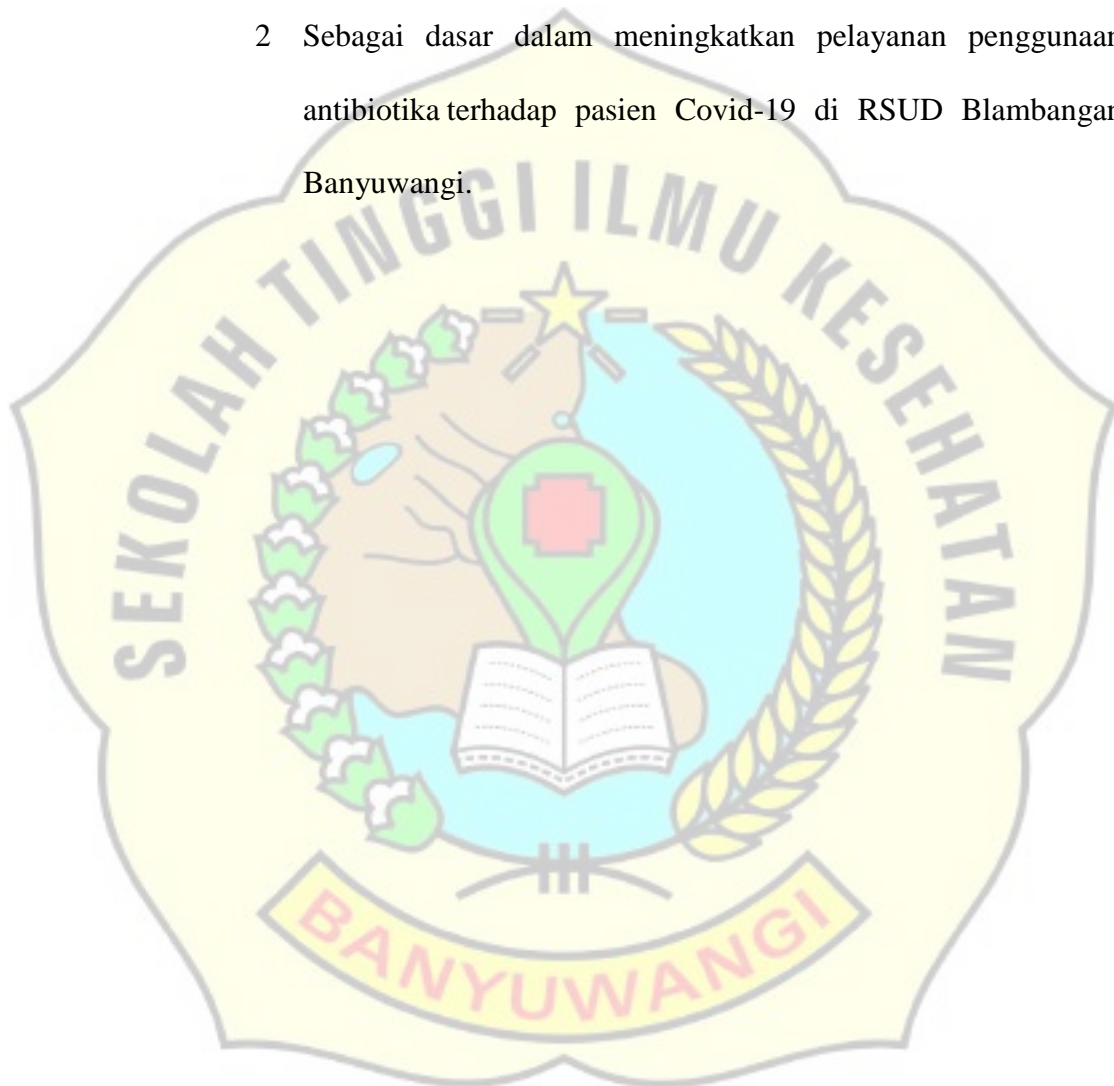 2 Sebagai dasar dalam meningkatkan pelayanan penggunaan
antibiotika terhadap pasien Covid-19 di RSUD Blambangan
Banyuwangi.
SEKOLAH TINGGI ILMU KESEHATAN
BANYUWANGI